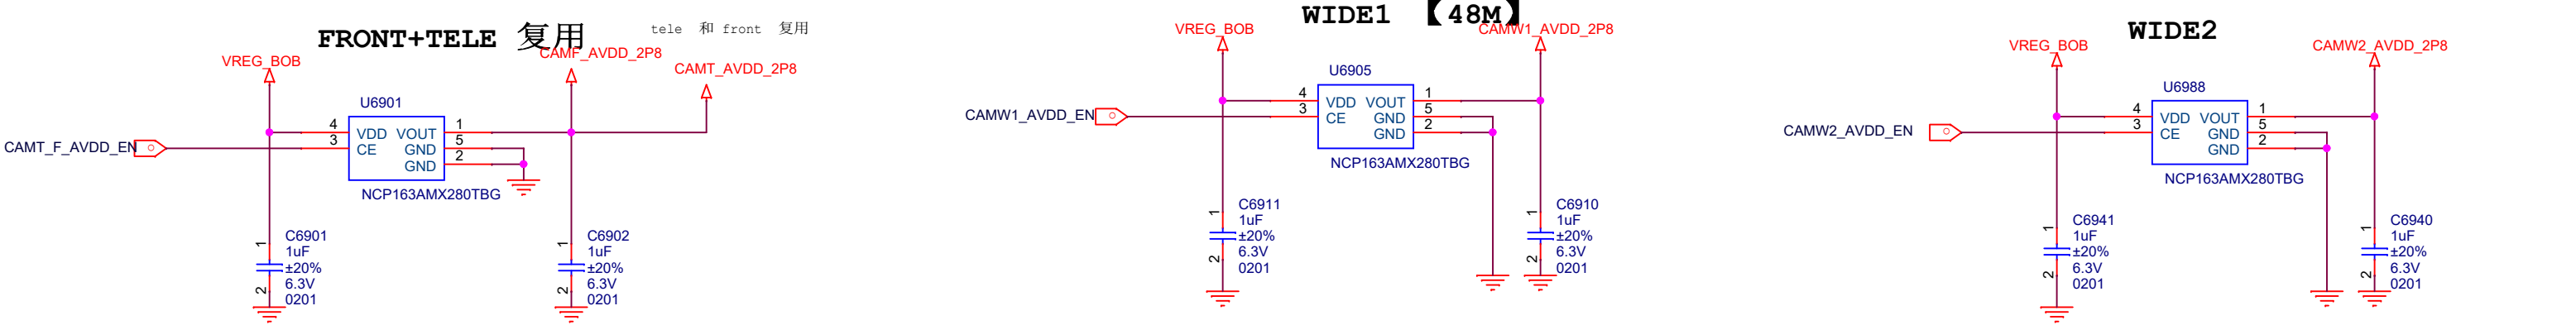 FRONT+TELE 复用
tele 和 front 复用
VREG_BOB
CAMF_AVDD_2P8
CAMT_AVDD_2P8
U6901
4
3
VDD VOUT
CE GND
GND
1
5
2
CAMT_F_AVDD_EN
NCP163AMX280TBG
1
2
C6901
1uF
±20%
6.3V
0201
1
2
C6902
1uF
±20%
6.3V
0201
WIDE1 【48M】
VREG_BOB
CAMW1_AVDD_2P8
U6905
4
3
VDD VOUT
CE GND
GND
1
5
2
CAMW1_AVDD_EN
NCP163AMX280TBG
1
2
C6911
1uF
±20%
6.3V
0201
1
2
C6910
1uF
±20%
6.3V
0201
WIDE2
VREG_BOB
CAMW2_AVDD_2P8
U6988
4
3
VDD VOUT
CE GND
GND
1
5
2
CAMW2_AVDD_EN
NCP163AMX280TBG
1
2
C6941
1uF
±20%
6.3V
0201
1
2
C6940
1uF
±20%
6.3V
0201